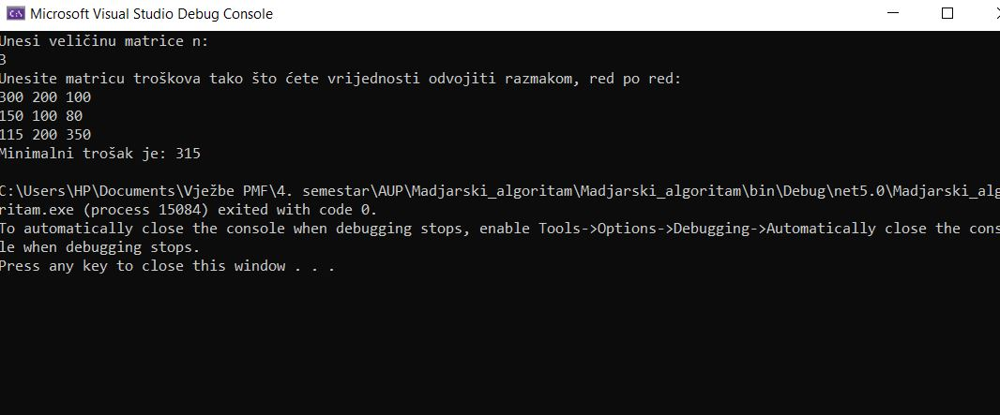 Microsoft Visual Studio Debug Console
Unesi veličinu matrice n:
3
Unesite matricu troškova tako što ćete vrijednosti odvojiti razmakom, red po red:
300 200 100
150 100 80
115 200 350
Minimalni trošak je: 315
C:\Users\HP\Documents\Vježbe PMF\4. semestar\AUP\Madjarski_algoritam\Madjarski_algoritam\bin\Debug\net5.0\Madjarski_alg
ritam.exe (process 15084) exited with code 0.
To automatically close the console when debugging stops, enable Tools->Options->Debugging->Automatically close the cons
le when debugging stops.
Press any key to close this window . . .